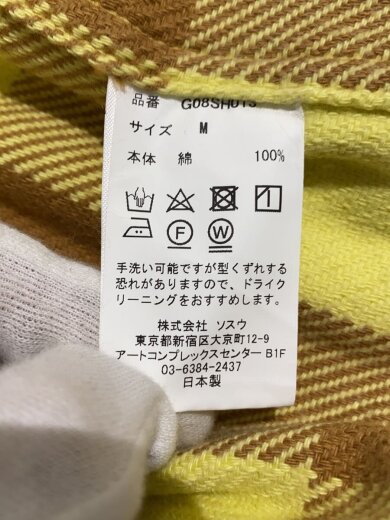 品番 G08SH013
サイズ M
本体 綿 100%
F W
手洗い可能ですが型くずれする
恐れがありますので、ドライク
リーニングをおすすめします。
株式会社 ソスウ
東京都新宿区大京町12-9
アートコンプレックスセンター B1F
03-6384-2437
日本製